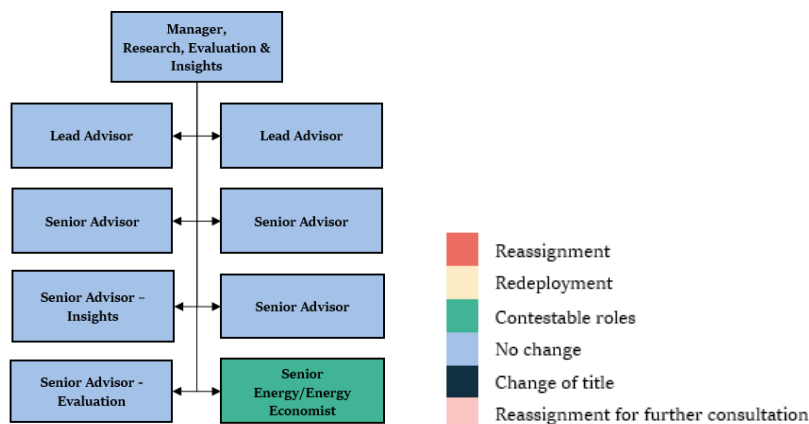 Manager,
Research, Evaluation &
Insights
Lead Advisor
Lead Advisor
Senior Advisor
Senior Advisor
Senior Advisor –
Insights
Senior Advisor
Senior Advisor -
Evaluation
Senior
Energy/Energy
Economist
Reassignment
Redeployment
Contestable roles
No change
Change of title
Reassignment for further consultation